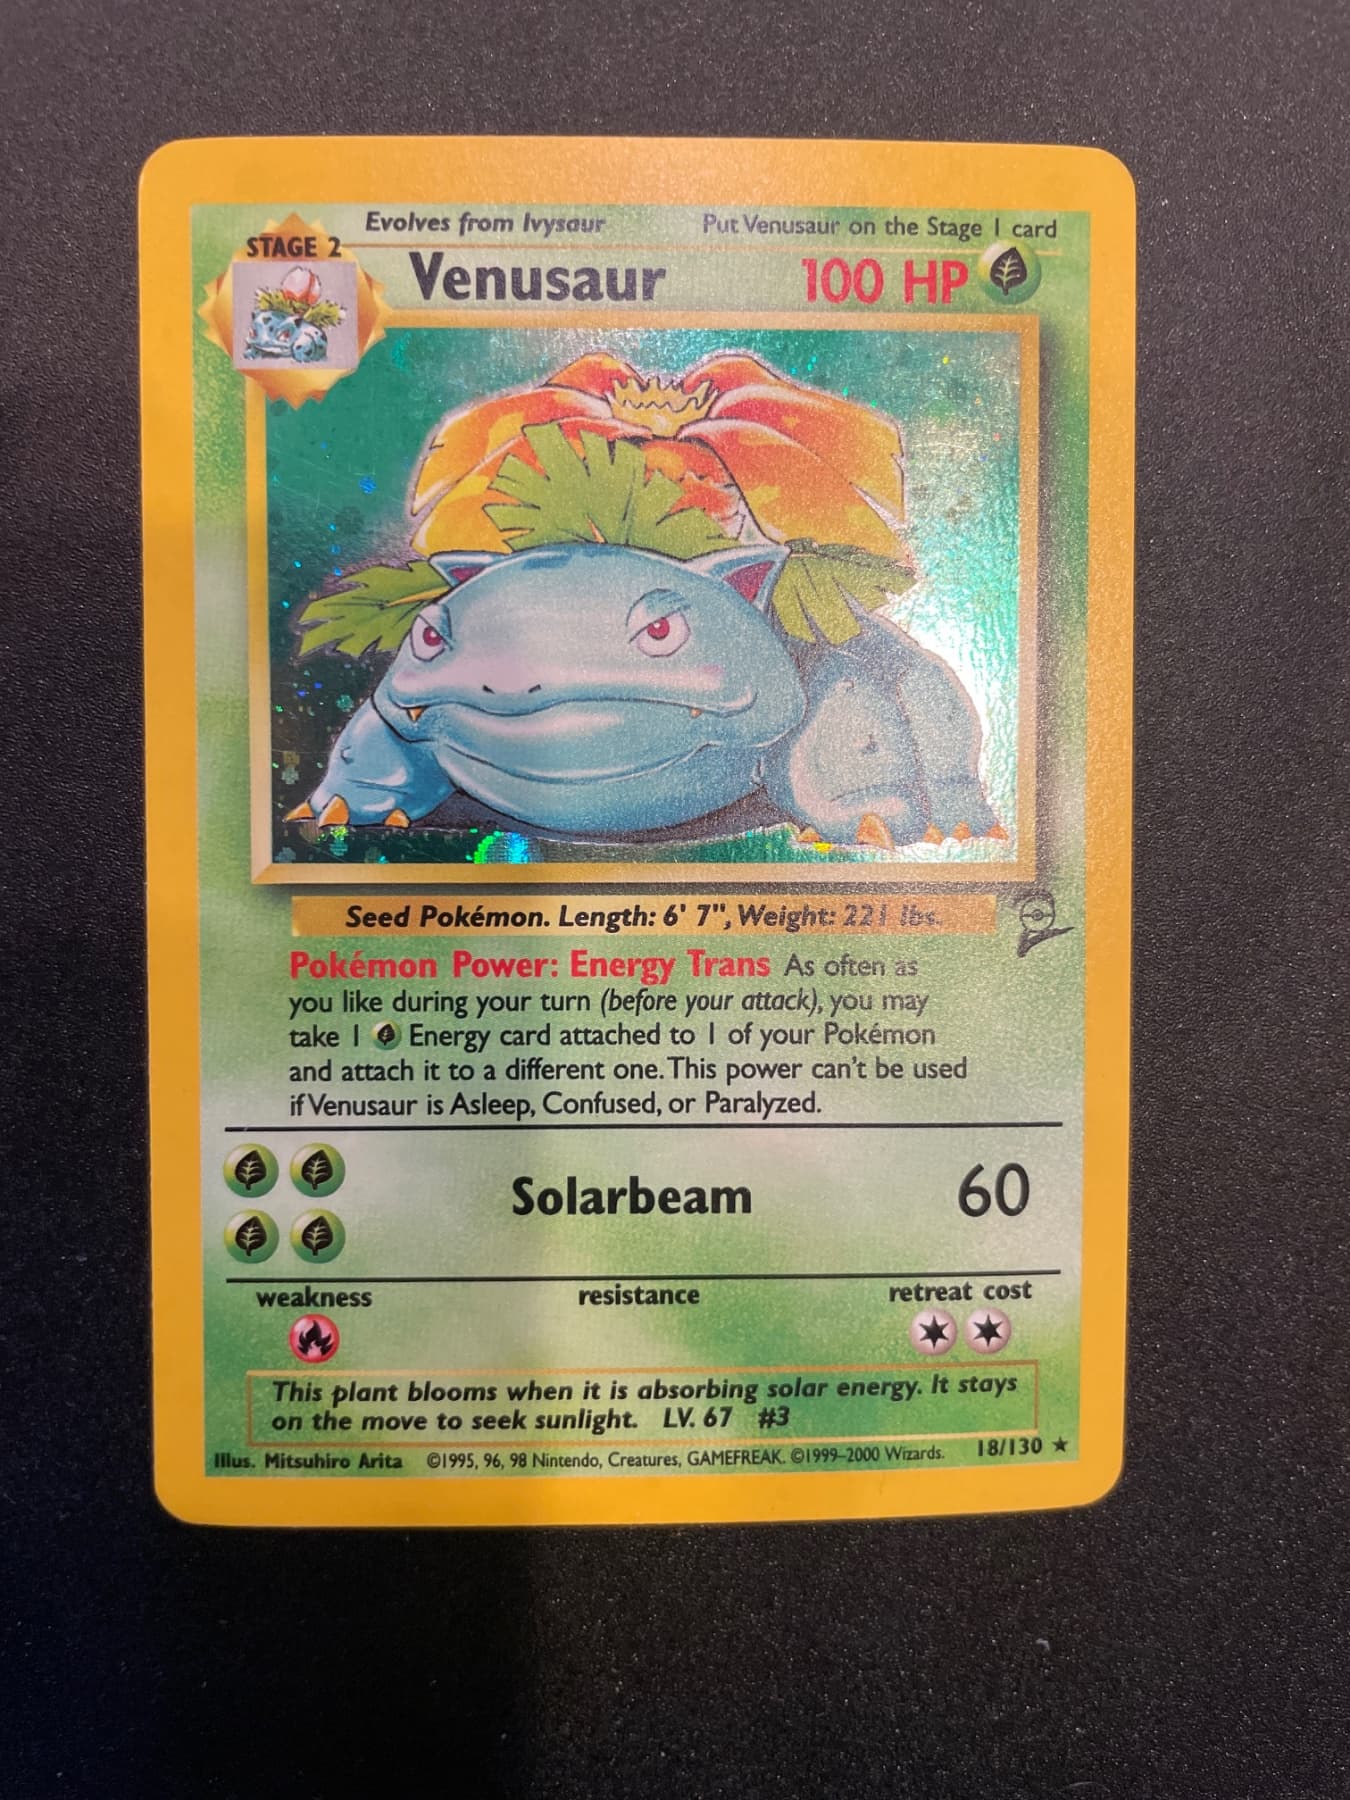 Evolves from Ivysaur Put Venusaur on the Stage 1 card
STAGE 2
Venusaur 100 HP
Seed Pokémon. Length: 6' 7", Weight: 221 lbs.
Pokémon Power: Energy Trans As often as
you like during your turn (before your attack), you may
take 1 Energy card attached to 1 of your Pokémon
and attach it to a different one. This power can't be used
if Venusaur is Asleep, Confused, or Paralyzed.
Solarbeam 60
weakness resistance retreat cost
This plant blooms when it is absorbing solar energy. It stays
on the move to seek sunlight. LV. 67 #3
Illus. Mitsuhiro Arita ©1995, 96, 98 Nintendo, Creatures, GAMEFREAK. ©1999-2000 Wizards. 18/130 ★